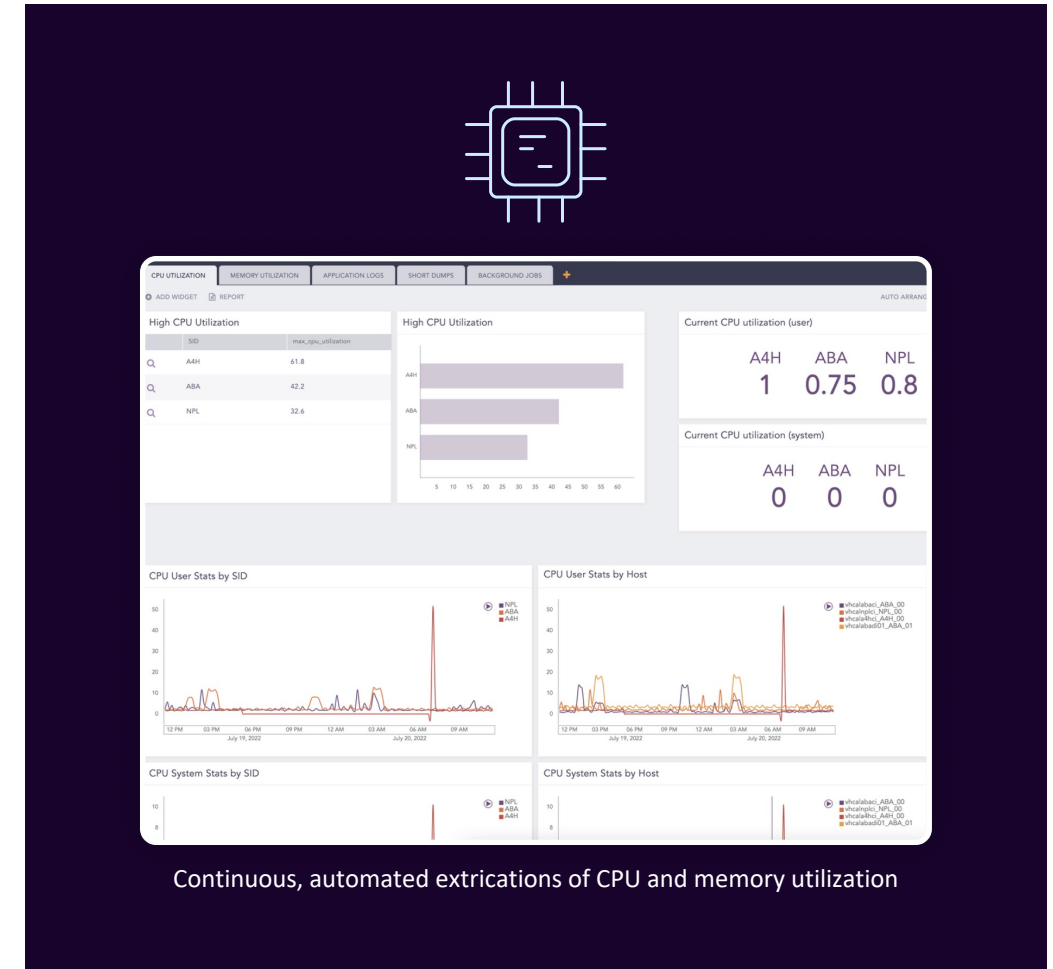 CPU UTILIZATION MEMORY UTILIZATION APPLICATION LOGS SHORT DUMPS BACKGROUND JOBS +
ADD WIDGET REPORT AUTO ARRANG
High CPU Utilization
SID max_cpu_utilization
A4H 61.8
ABA 42.2
NPL 32.6
High CPU Utilization
A4H
ABA
NPL
5 10 15 20 25 30 35 40 45 50 55 60
Current CPU utilization (user)
A4H ABA NPL
1 0.75 0.8
Current CPU utilization (system)
A4H ABA NPL
0 0 0
CPU User Stats by SID
NPL
ABA
A4H
50
40
30
20
10
0
12 PM 03 PM 06 PM 09 PM 12 AM 03 AM 06 AM 09 AM
July 19, 2022 July 20, 2022
CPU User Stats by Host
vhcalabaci_ABA_00
vhcalnplci_NPL_00
vhcala4hci_A4H_00
vhcalabadi01_ABA_01
50
40
30
20
10
0
12 PM 03 PM 06 PM 09 PM 12 AM 03 AM 06 AM 09 AM
July 19, 2022 July 20, 2022
CPU System Stats by SID
NPL
ABA
A4H
10
8
CPU System Stats by Host
vhcalabaci_ABA_00
vhcalnplci_NPL_00
vhcala4hci_A4H_00
vhcalabadi01_ABA_01
10
8
Continuous, automated extrications of CPU and memory utilization